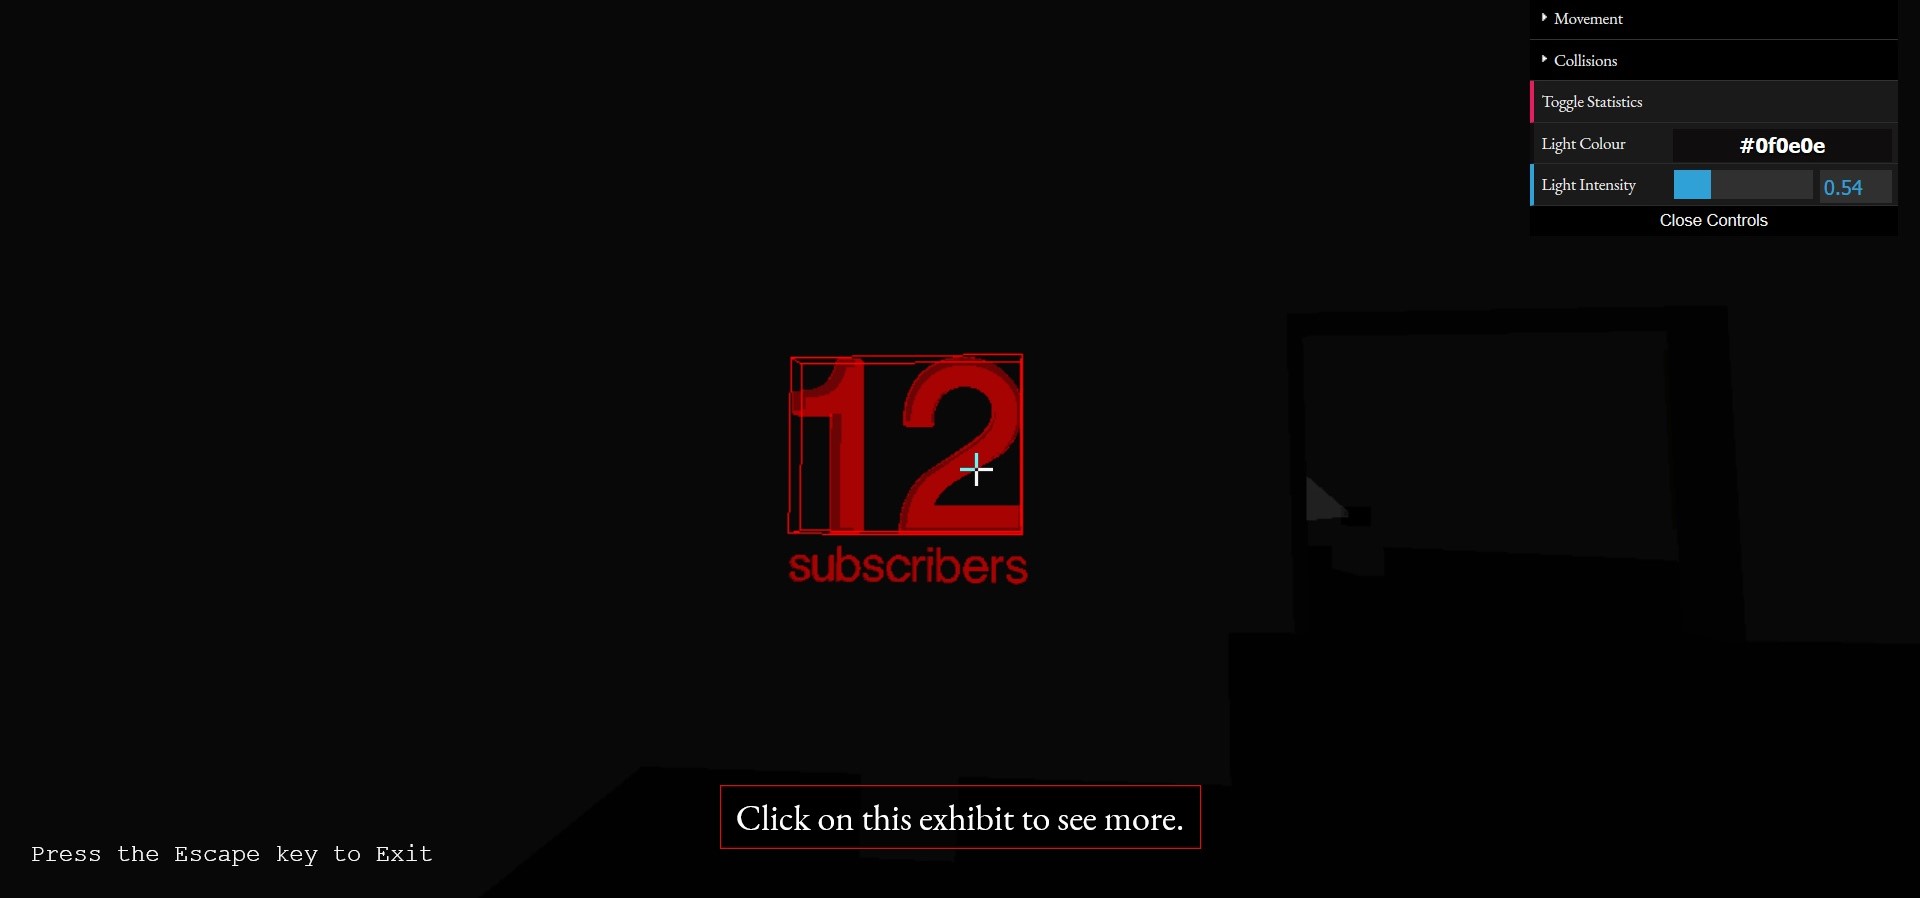 Movement
Collisions
Toggle Statistics
Light Colour #0f0e0e
Light Intensity 0.54
Close Controls
12
subscribers
Click on this exhibit to see more.
Press the Escape key to Exit